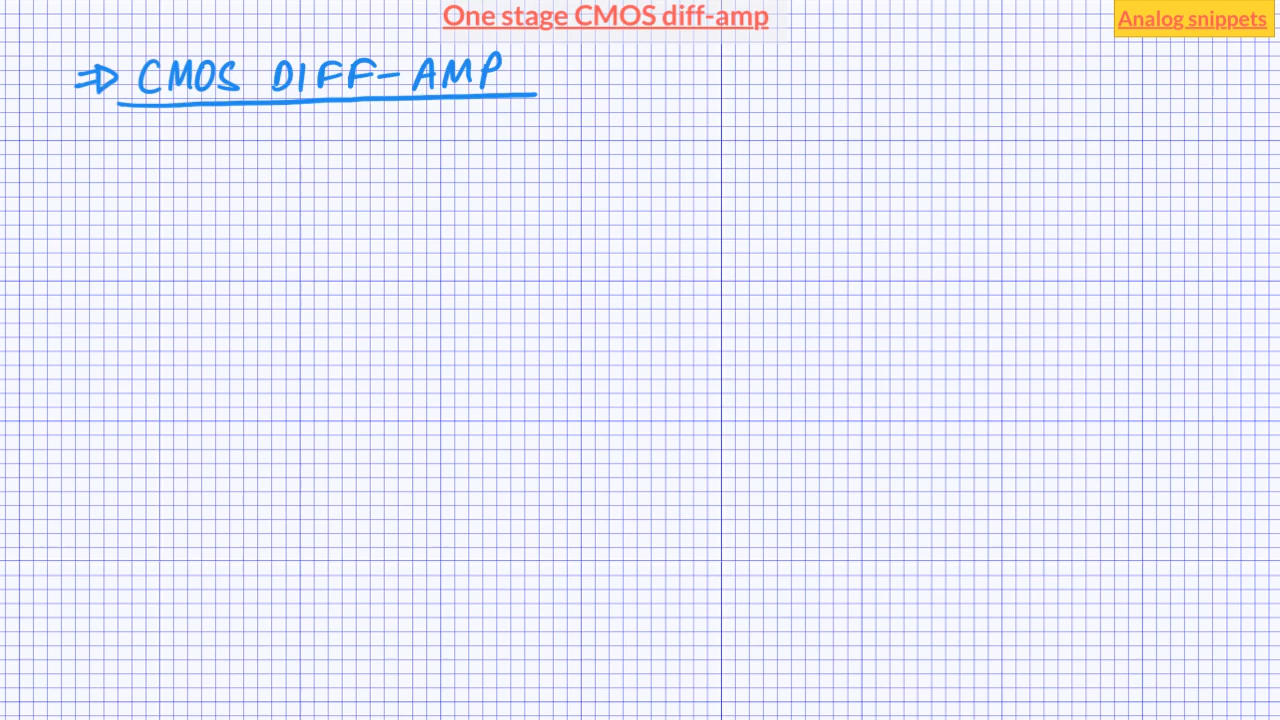 One stage CMOS diff-amp
Analog snippets
⇒ CMOS DIFF-AMP